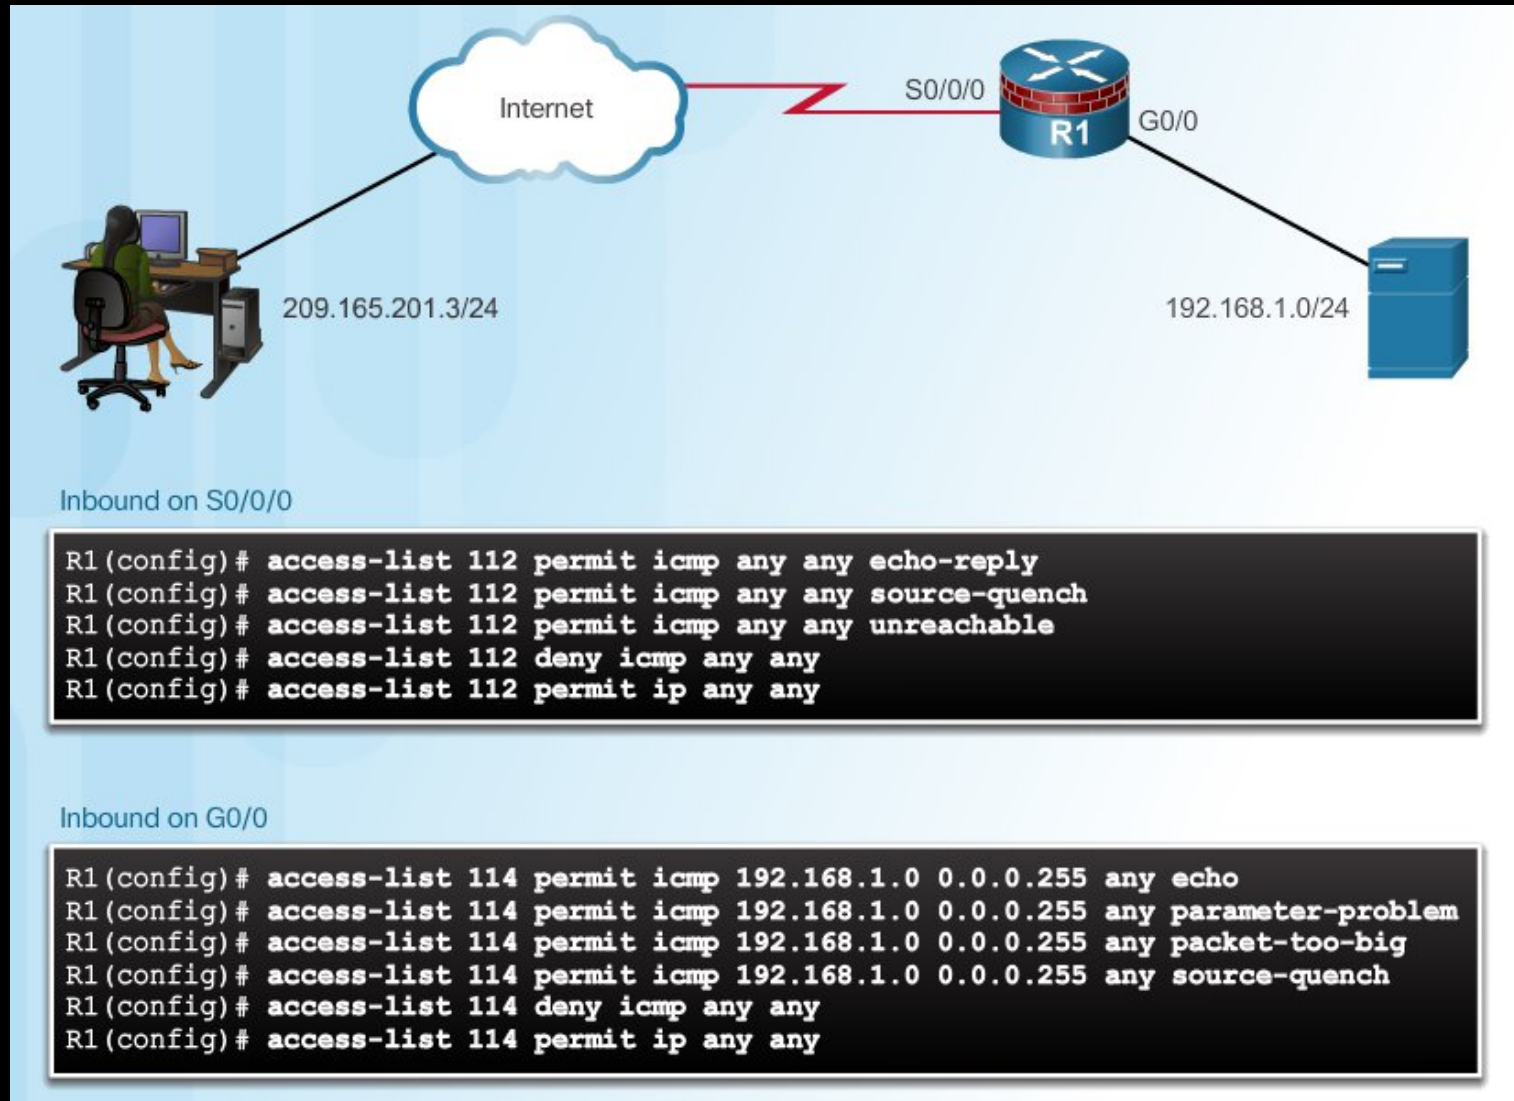 Internet
S0/0/0
R1
G0/0
209.165.201.3/24
192.168.1.0/24
Inbound on S0/0/0
R1(config)# access-list 112 permit icmp any any echo-reply
R1(config)# access-list 112 permit icmp any any source-quench
R1(config)# access-list 112 permit icmp any any unreachable
R1(config)# access-list 112 deny icmp any any
R1(config)# access-list 112 permit ip any any
Inbound on G0/0
R1(config)# access-list 114 permit icmp 192.168.1.0 0.0.0.255 any echo
R1(config)# access-list 114 permit icmp 192.168.1.0 0.0.0.255 any parameter-problem
R1(config)# access-list 114 permit icmp 192.168.1.0 0.0.0.255 any packet-too-big
R1(config)# access-list 114 permit icmp 192.168.1.0 0.0.0.255 any source-quench
R1(config)# access-list 114 deny icmp any any
R1(config)# access-list 114 permit ip any any